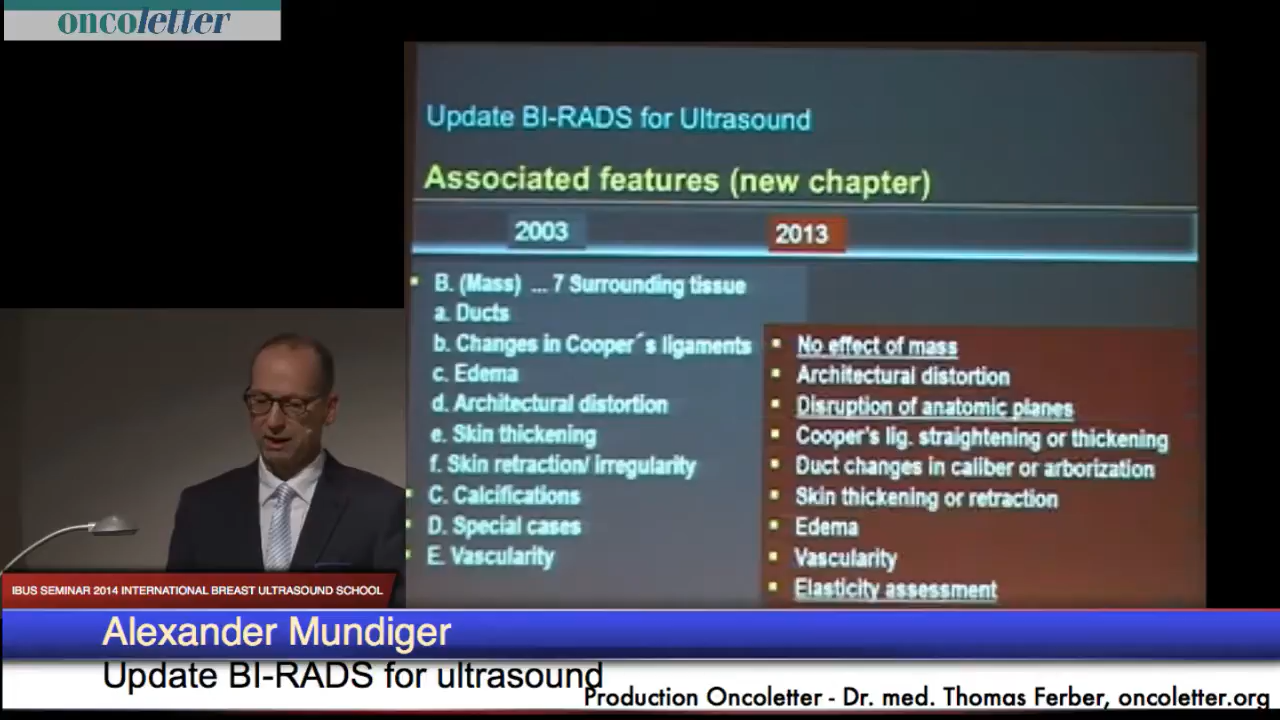 oncoletter
Update BI-RADS for Ultrasound
Associated features (new chapter)
2003
2013
B. (Mass) ... 7 Surrounding tissue
a. Ducts
b. Changes in Cooper´s ligaments
c. Edema
d. Architectural distortion
e. Skin thickening
f. Skin retraction/ irregularity
C. Calcifications
D. Special cases
E. Vascularity
No effect of mass
Architectural distortion
Disruption of anatomic planes
Cooper's lig. straightening or thickening
Duct changes in caliber or arborization
Skin thickening or retraction
Edema
Vascularity
Elasticity assessment
IBUS SEMINAR 2014 INTERNATIONAL BREAST ULTRASOUND SCHOOL
Alexander Mundiger
Update BI-RADS for ultrasound
Production Oncoletter - Dr. med. Thomas Ferber, oncoletter.org